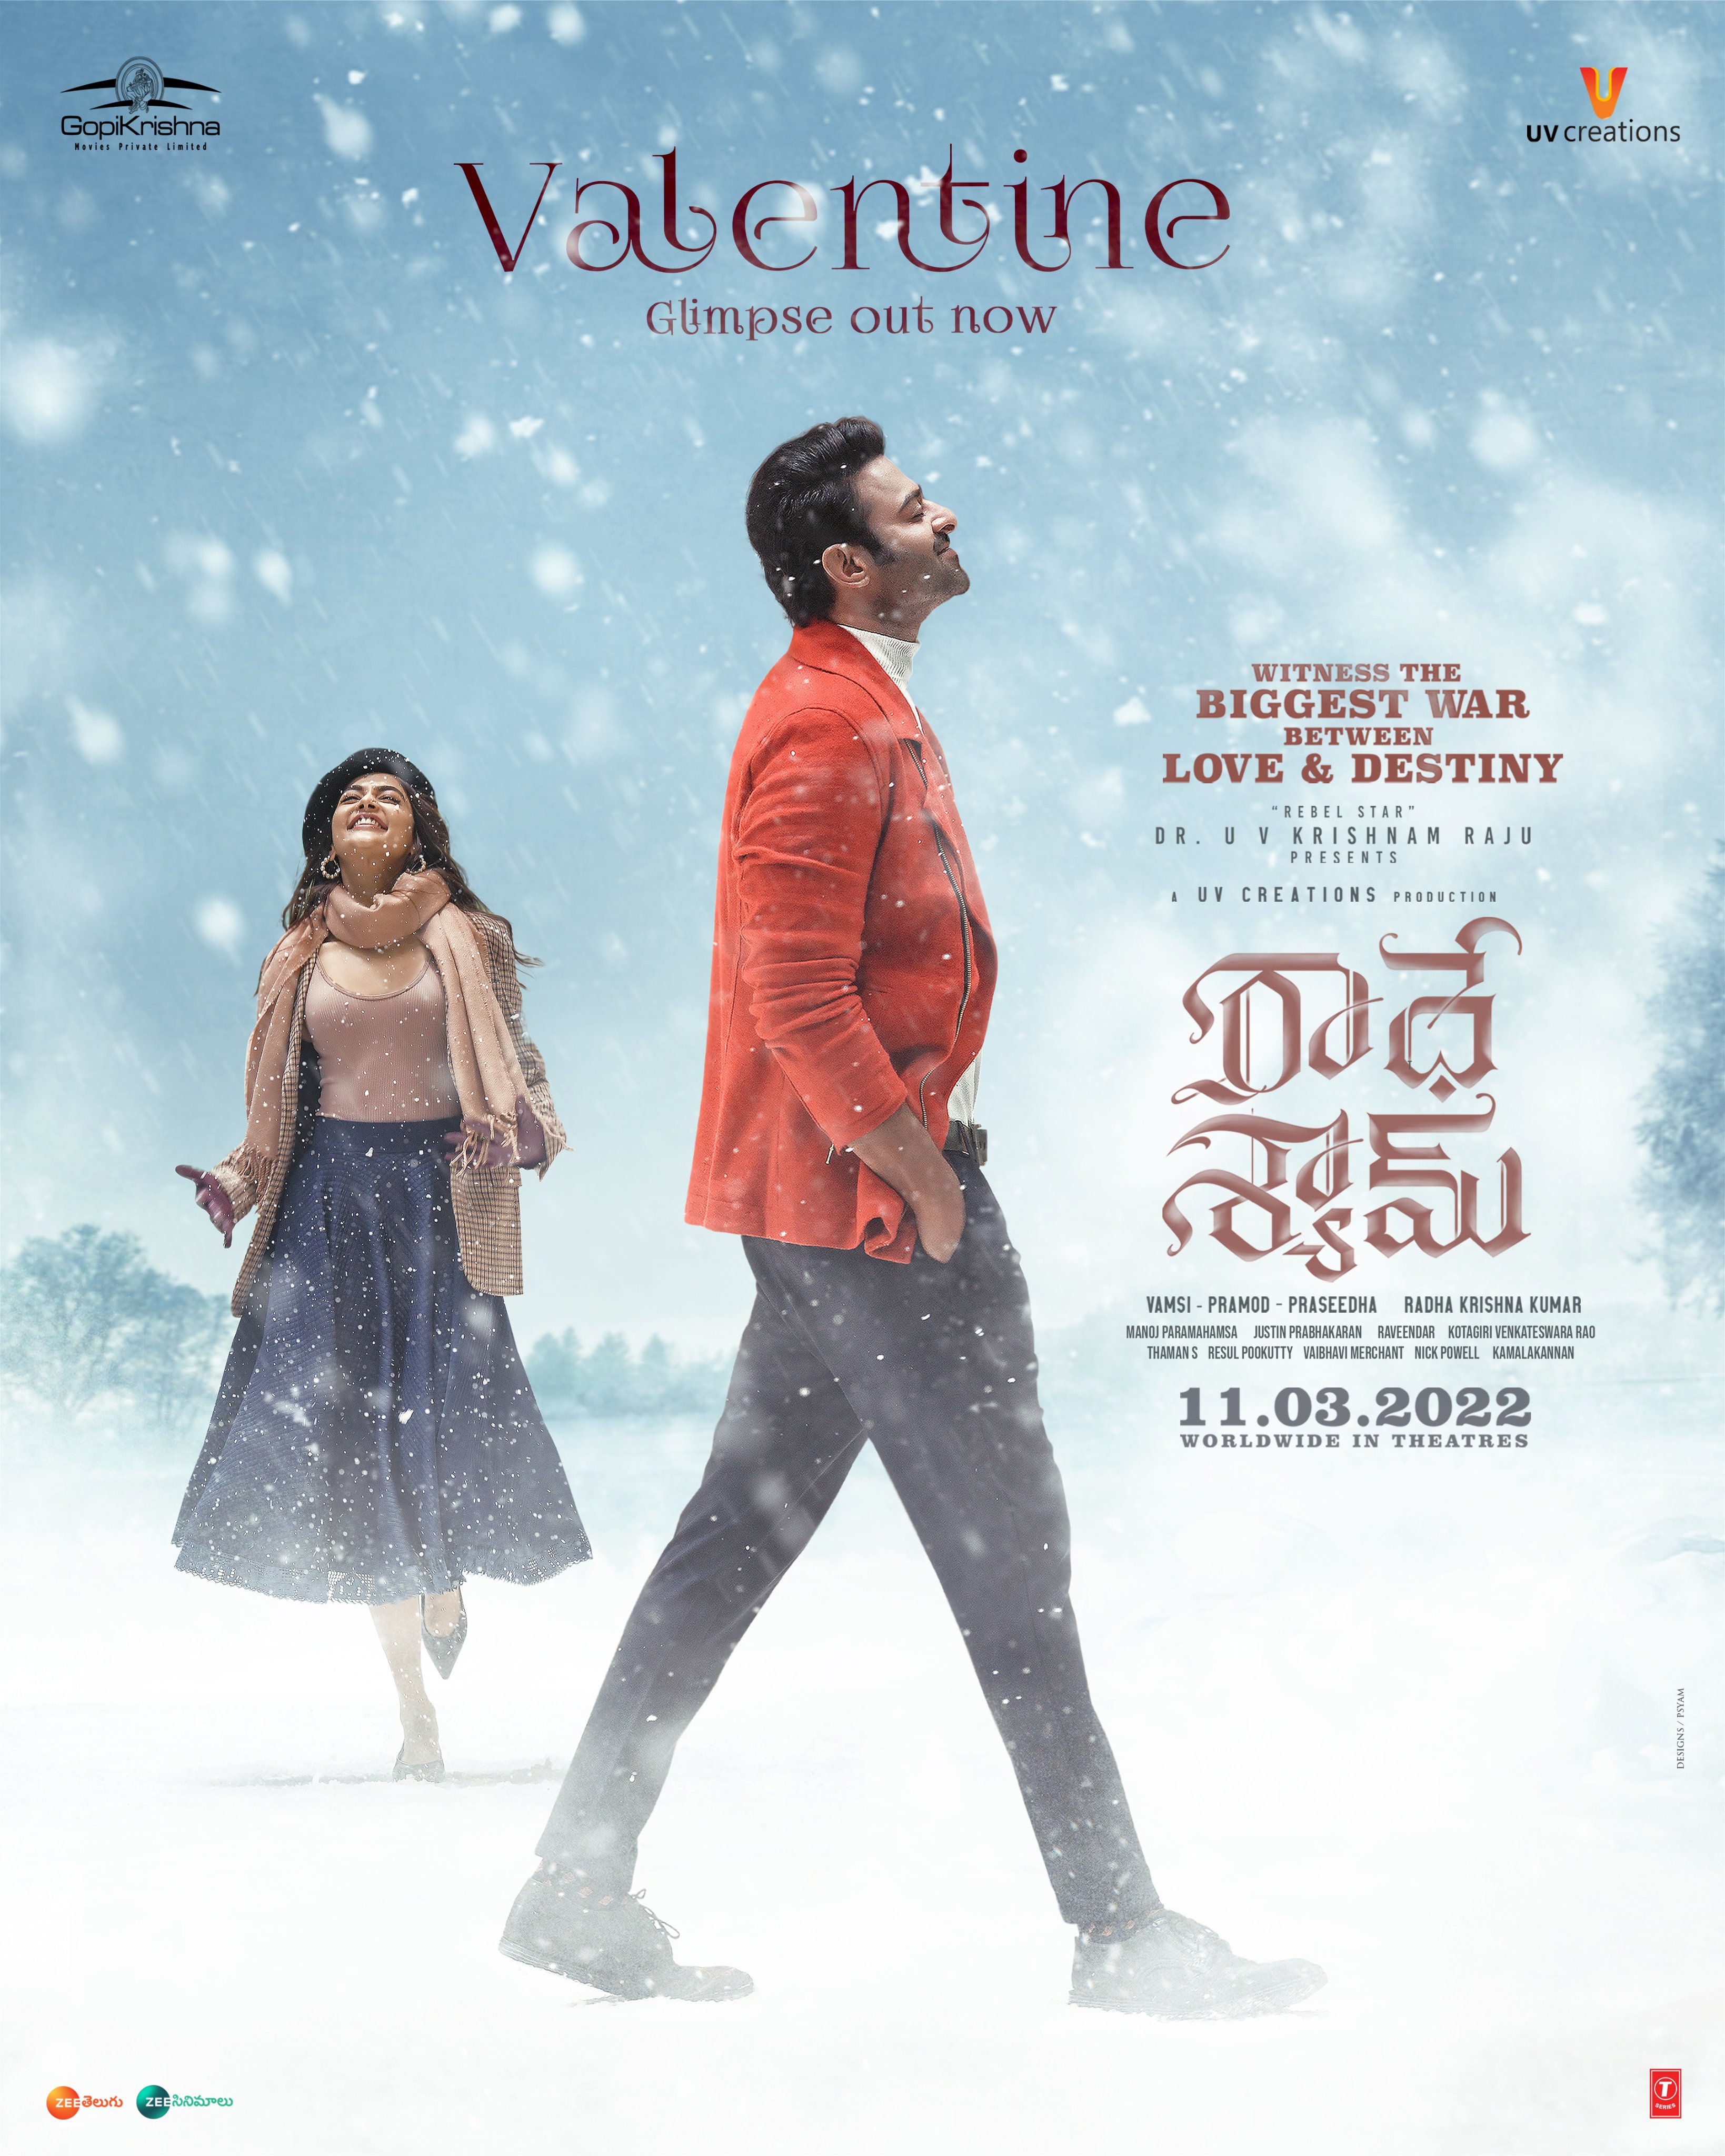 GopiKrishna
Movies Private Limited
UV creations
Valentine
Glimpse out now
WITNESS THE
BIGGEST WAR
BETWEEN
LOVE & DESTINY
"REBEL STAR"
DR. U V KRISHNAM RAJU
PRESENTS
A UV CREATIONS PRODUCTION
రాధే
శ్యామ్
VAMSI - PRAMOD - PRASEEDHA RADHA KRISHNA KUMAR
MANOJ PARAMAHAMSA JUSTIN PRABHAKARAN RAVEENDAR KOTAGIRI VENKATESWARA RAO
THAMAN S RESUL POOKUTTY VAIBHAVI MERCHANT NICK POWELL KAMALAKANNAN
11.03.2022
WORLDWIDE IN THEATRES
DESIGNS / PSYAM
ZEE తెలుగు ZEE సినిమాలు
T
SERIES